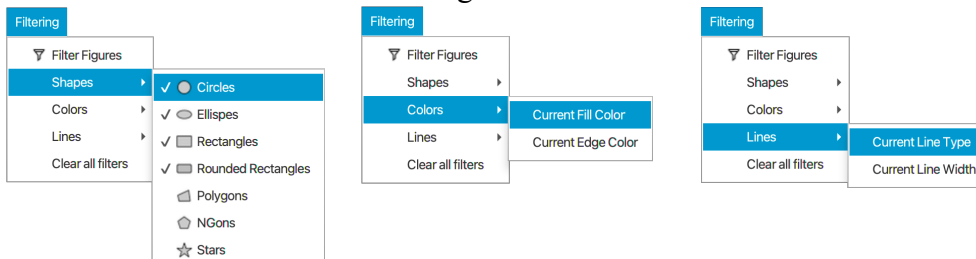 Filtering
Filter Figures
Shapes
Colors
Lines
Clear all filters
Circles
Ellispes
Rectangles
Rounded Rectangles
Polygons
NGons
Stars
Filtering
Filter Figures
Shapes
Colors
Lines
Clear all filters
Current Fill Color
Current Edge Color
Filtering
Filter Figures
Shapes
Colors
Lines
Clear all filters
Current Line Type
Current Line Width